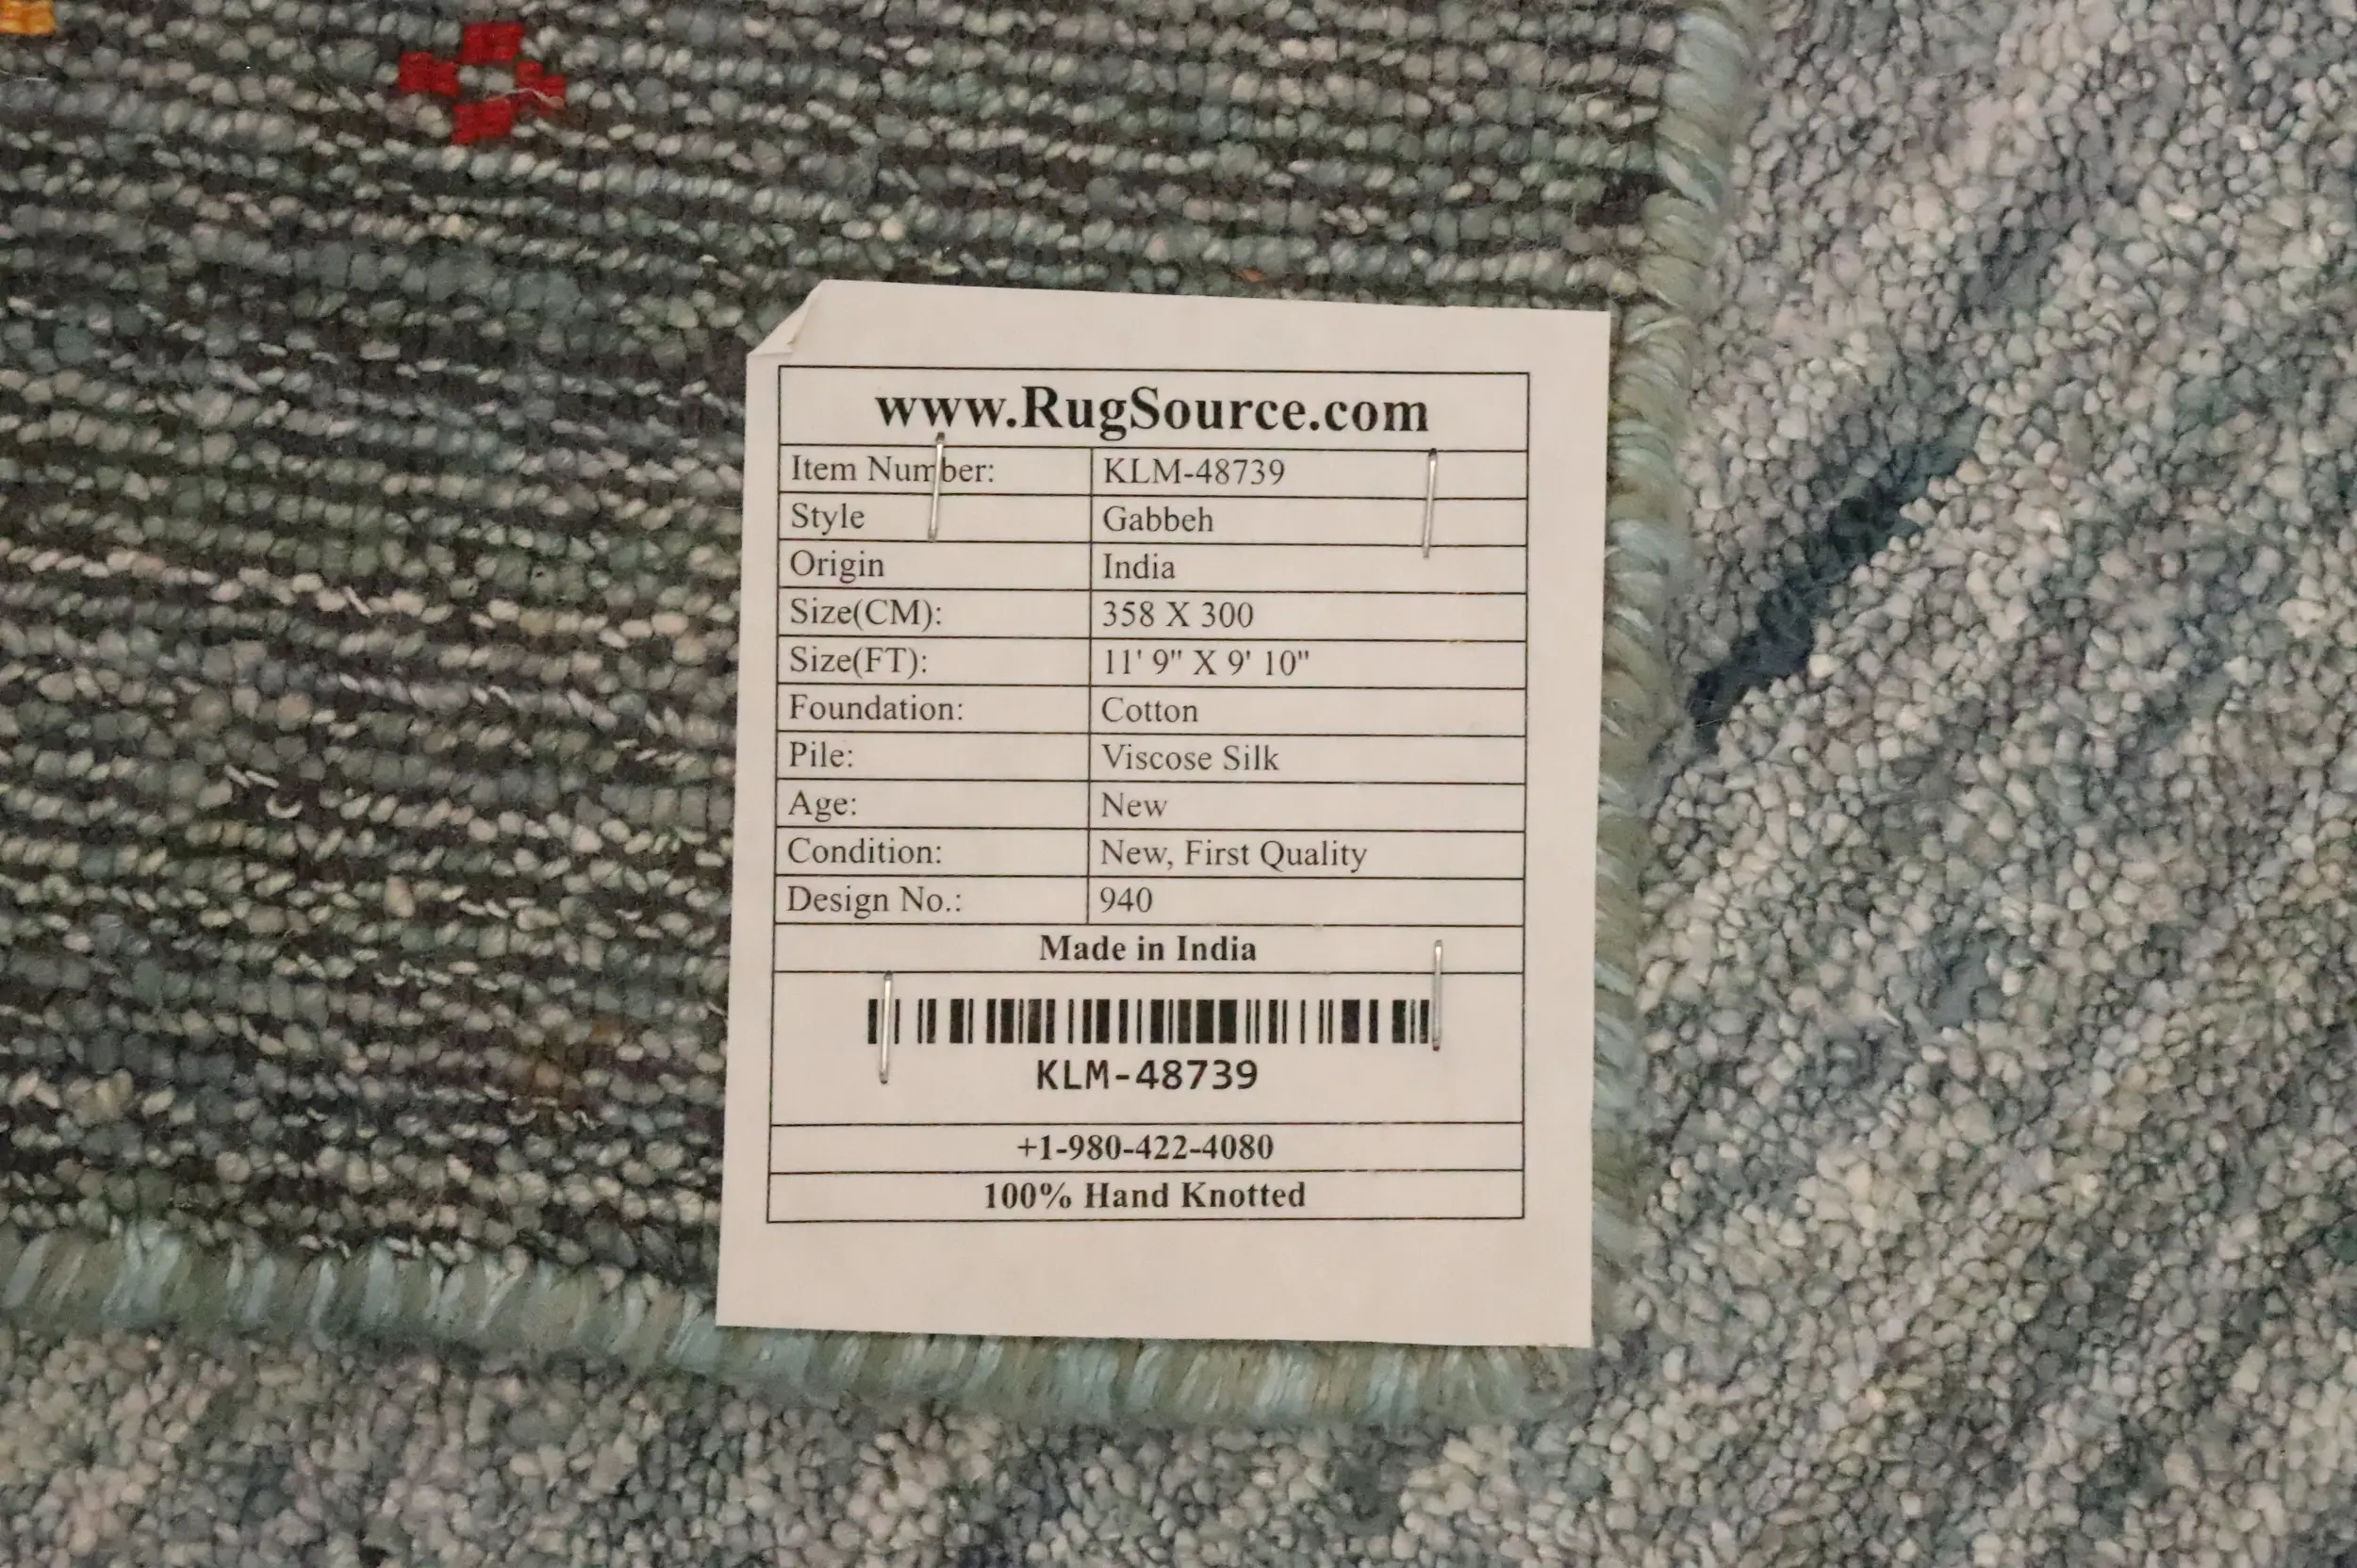 www.RugSource.com
Item Number: KLM-48739
Style Gabbeh
Origin India
Size(CM): 358 X 300
Size(FT): 11' 9" X 9' 10"
Foundation: Cotton
Pile: Viscose Silk
Age: New
Condition: New, First Quality
Design No.: 940
Made in India
KLM-48739
+1-980-422-4080
100% Hand Knotted